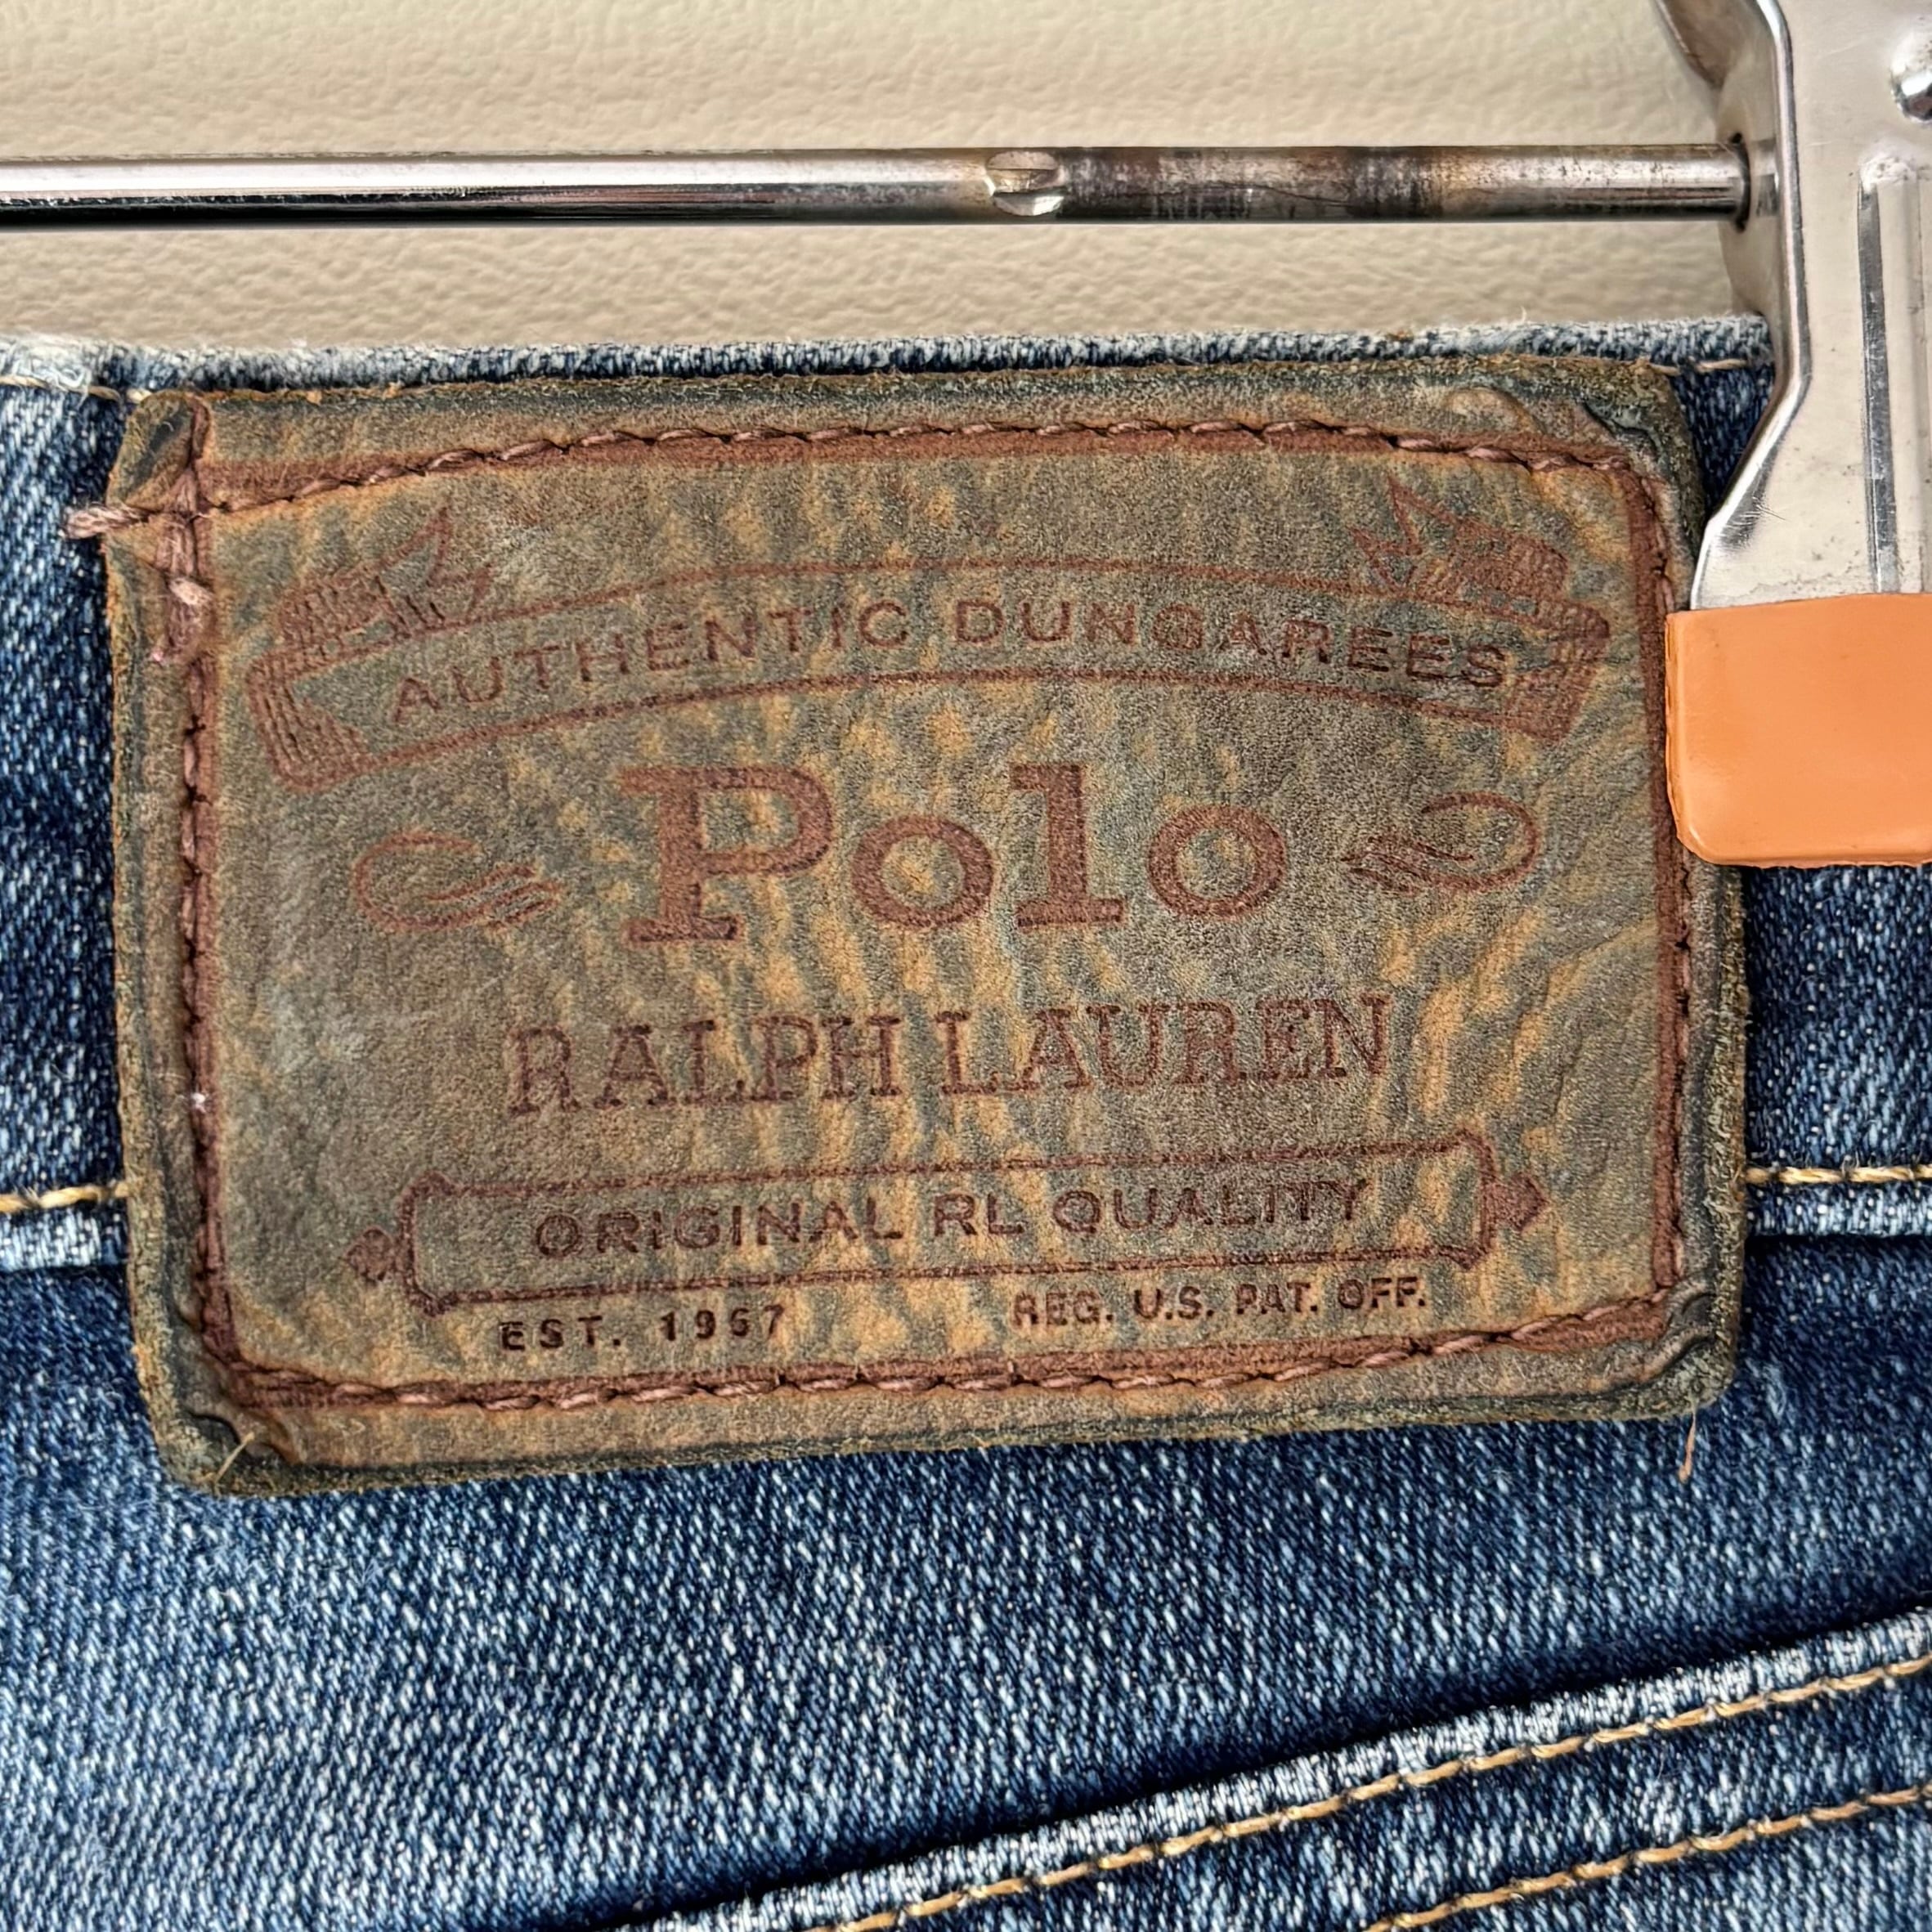 AUTHENTIC DUNGAREES
Polo
RALPH LAUREN
ORIGINAL RL QUALITY
EST. 1967
REG. U.S. PAT. OFF.